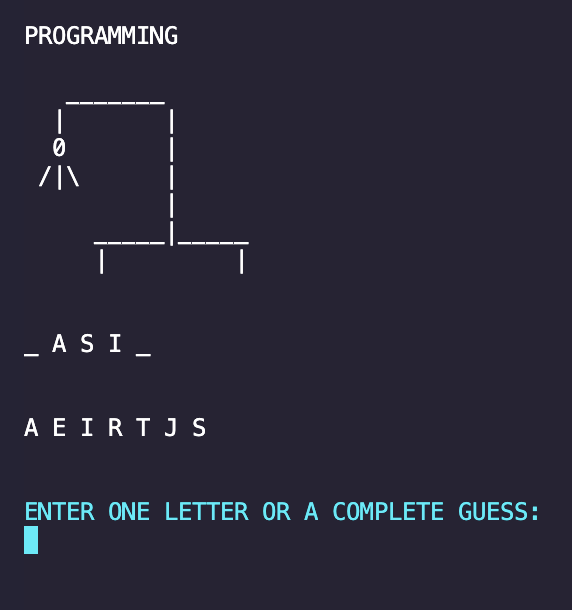 PROGRAMMING
_ A S I _
A E I R T J S
ENTER ONE LETTER OR A COMPLETE GUESS: